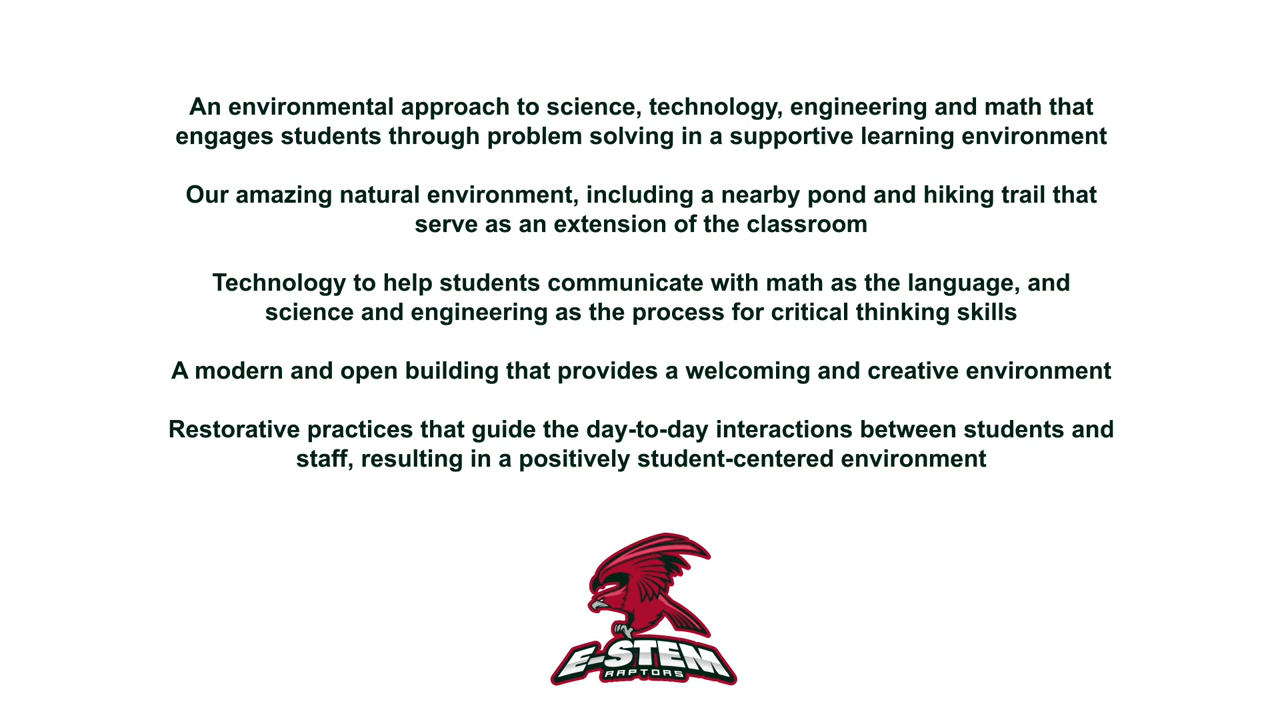 An environmental approach to science, technology, engineering and math that
engages students through problem solving in a supportive learning environment
Our amazing natural environment, including a nearby pond and hiking trail that
serve as an extension of the classroom
Technology to help students communicate with math as the language, and
science and engineering as the process for critical thinking skills
A modern and open building that provides a welcoming and creative environment
Restorative practices that guide the day-to-day interactions between students and
staff, resulting in a positively student-centered environment
E-STEM
RAPTORS